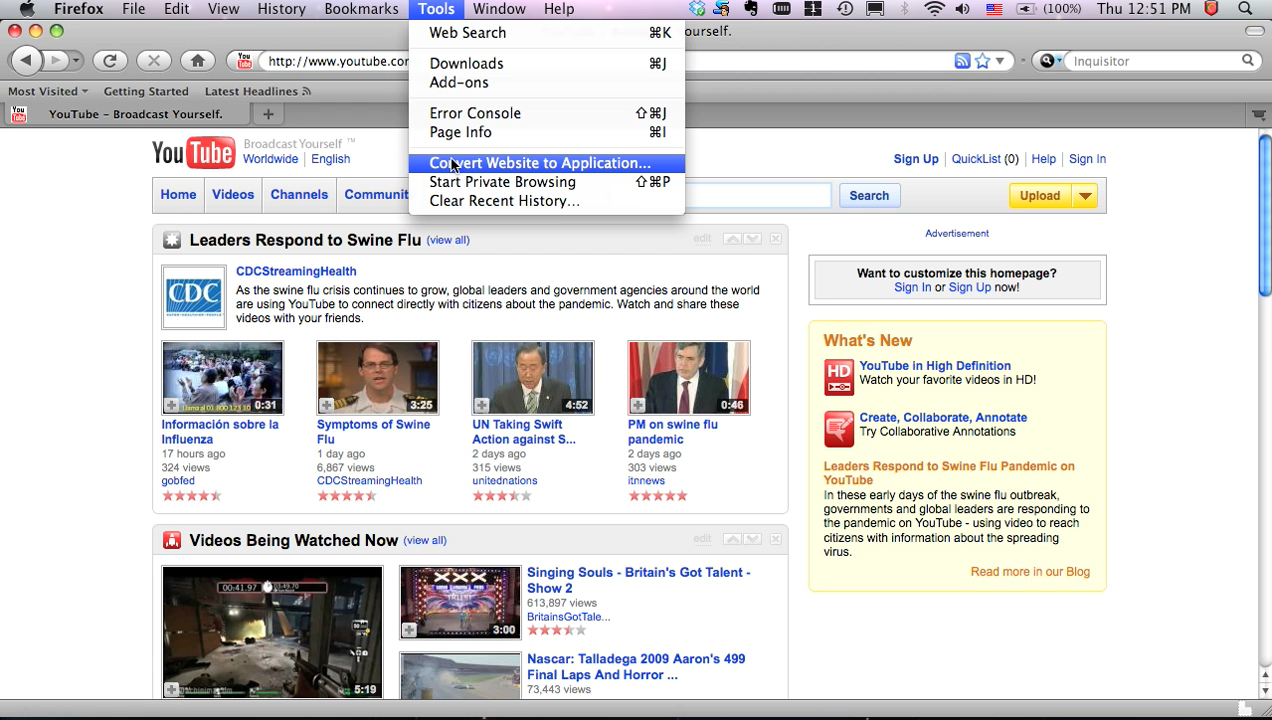 Firefox File Edit View History Bookmarks Tools Window Help (100%) Thu 12:51 PM
Web Search ⌘K
ourself.
http://www.youtube.cor
Inquisitor
Downloads ⌘J
Add-ons
Most Visited Getting Started Latest Headlines
YouTube - Broadcast Yourself.
Error Console ⇧⌘J
Page Info ⌘I
Convert Website to Application...
Start Private Browsing ⇧⌘P
Clear Recent History...
YouTube Broadcast Yourself ™
Worldwide English
Sign Up QuickList (0) Help Sign In
Home Videos Channels Communit
Search
Upload
Leaders Respond to Swine Flu (view all)
edit
CDC
CDCStreamingHealth
As the swine flu crisis continues to grow, global leaders and government agencies around the world
are using YouTube to connect directly with citizens about the pandemic. Watch and share these
videos with your friends.
0:31
3:25
4:52
0:46
Información sobre la
Influenza
17 hours ago
324 views
gobfed
Symptoms of Swine
Flu
1 day ago
6,867 views
CDCStreamingHealth
UN Taking Swift
Action against S...
2 days ago
315 views
unitednations
PM on swine flu
pandemic
2 days ago
303 views
itnnews
Videos Being Watched Now (view all)
edit
5:19
XXX
3:00
Singing Souls - Britain's Got Talent -
Show 2
613,897 views
BritainsGotTale...
Nascar: Talladega 2009 Aaron's 499
Final Laps And Horror ...
73,443 views
Advertisement
Want to customize this homepage?
Sign In or Sign Up now!
What's New
HD
YouTube in High Definition
Watch your favorite videos in HD!
Create, Collaborate, Annotate
Try Collaborative Annotations
Leaders Respond to Swine Flu Pandemic on
YouTube
In these early days of the swine flu outbreak,
governments and global leaders are responding to
the pandemic on YouTube - using video to reach
citizens with information about the spreading
virus.
Read more in our Blog